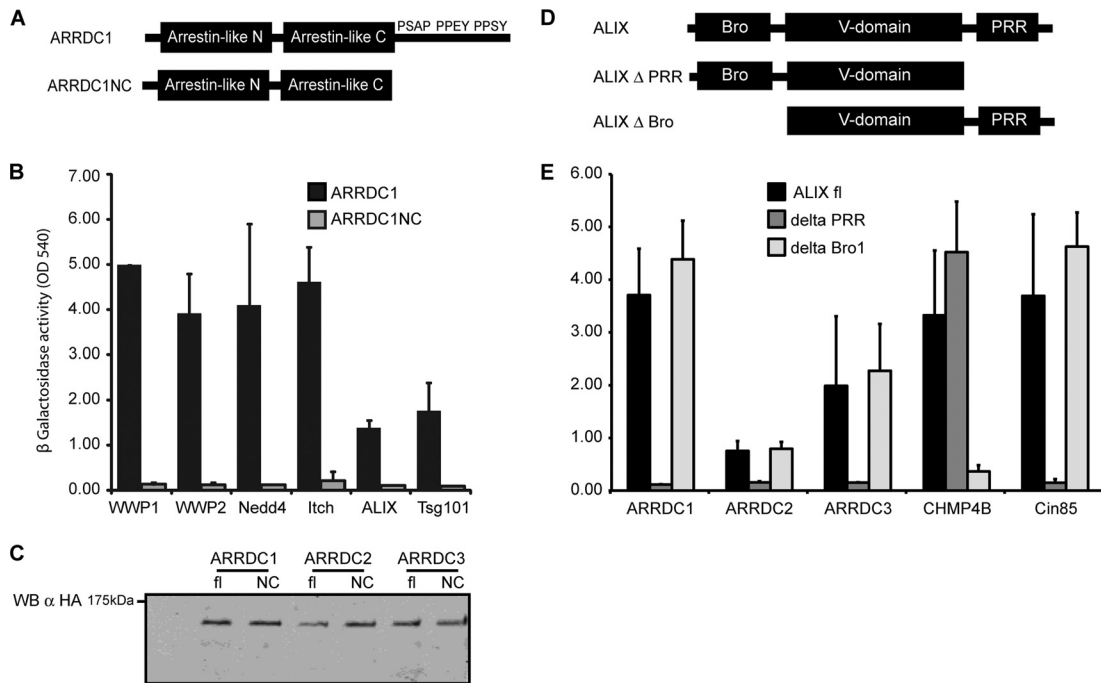 A
ARRDC1
Arrestin-like N
Arrestin-like C
PSAP PPEY PPSY
ARRDC1NC
Arrestin-like N
Arrestin-like C
B
β Galactosidase activity (OD 540)
7.00
6.00
5.00
4.00
3.00
2.00
1.00
0.00
ARRDC1
ARRDC1NC
WWP1 WWP2 Nedd4 Itch ALIX Tsg101
C
ARRDC1 ARRDC2 ARRDC3
fl NC fl NC fl NC
WB α HA
175kDa
D
ALIX
Bro
V-domain
PRR
ALIX Δ PRR
Bro
V-domain
ALIX Δ Bro
V-domain
PRR
E
6.00
5.00
4.00
3.00
2.00
1.00
0.00
ALIX fl
delta PRR
delta Bro1
ARRDC1 ARRDC2 ARRDC3 CHMP4B Cin85